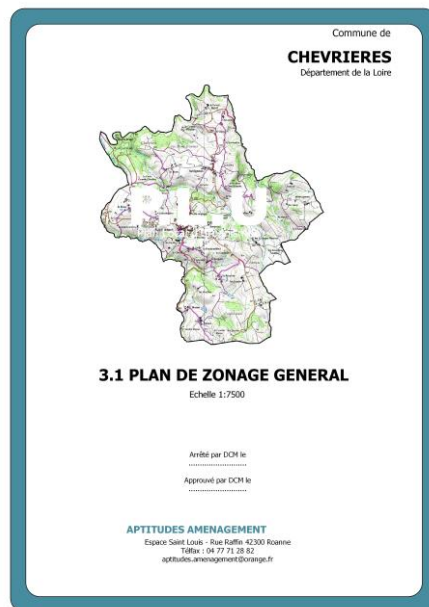 Commune de
CHEVRIERES
Département de la Loire
P.L.U
3.1 PLAN DE ZONAGE GENERAL
Echelle 1:7500
Arrêté par DCM le
............................
Approuvé par DCM le
............................
APTITUDES AMENAGEMENT
Espace Saint Louis - Rue Raffin 42300 Roanne
Télfax : 04 77 71 28 82
aptitudes.amenagement@orange.fr